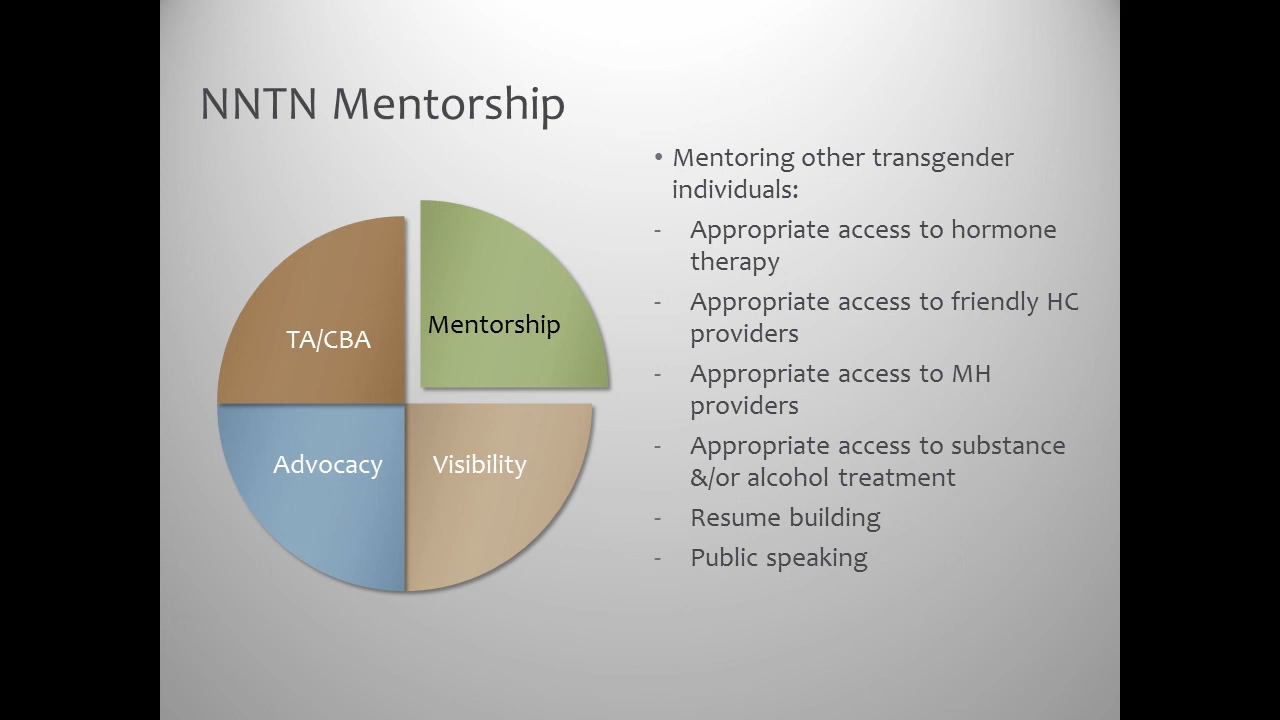 NNTN Mentorship
TA/CBA
Mentorship
Advocacy
Visibility
• Mentoring other transgender
individuals:
- Appropriate access to hormone
therapy
- Appropriate access to friendly HC
providers
- Appropriate access to MH
providers
- Appropriate access to substance
&/or alcohol treatment
- Resume building
- Public speaking